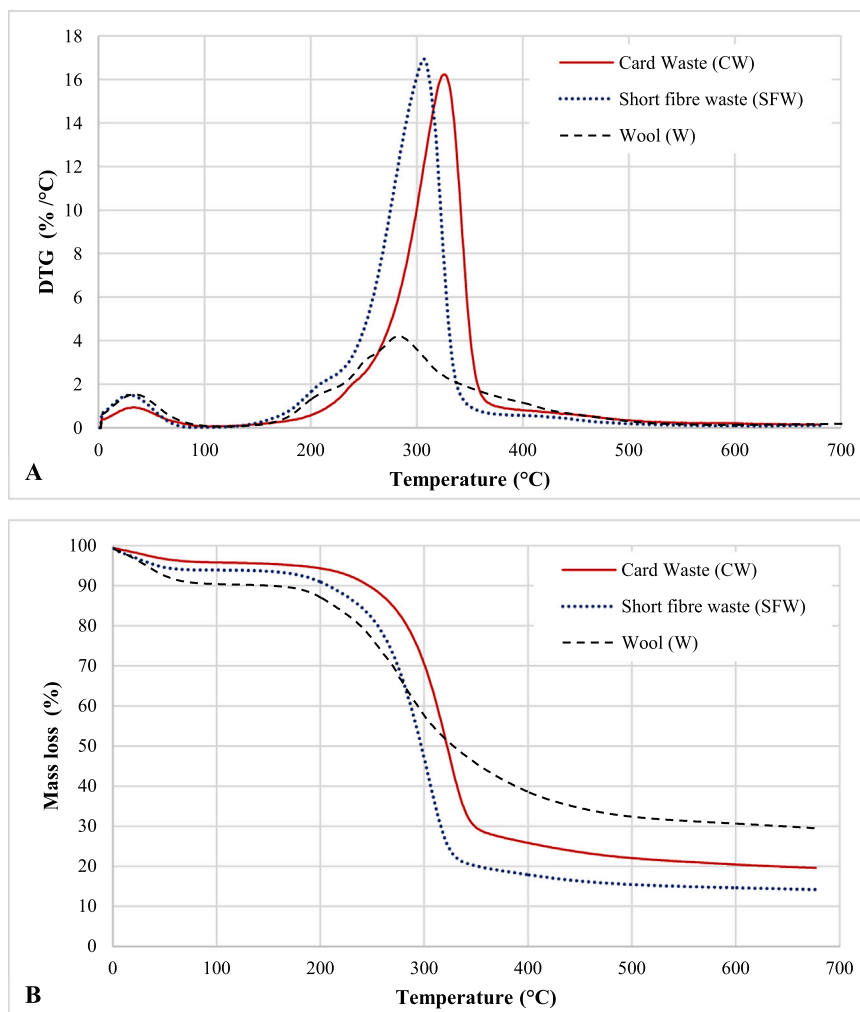 18
16
14
12
10
8
6
4
2
0
DTG (% /°C)
Card Waste (CW)
Short fibre waste (SFW)
Wool (W)
0 100 200 300 400 500 600 700
Temperature (°C)
A
100
90
80
70
60
50
40
30
20
10
0
Mass loss (%)
Card Waste (CW)
Short fibre waste (SFW)
Wool (W)
0 100 200 300 400 500 600 700
Temperature (°C)
B